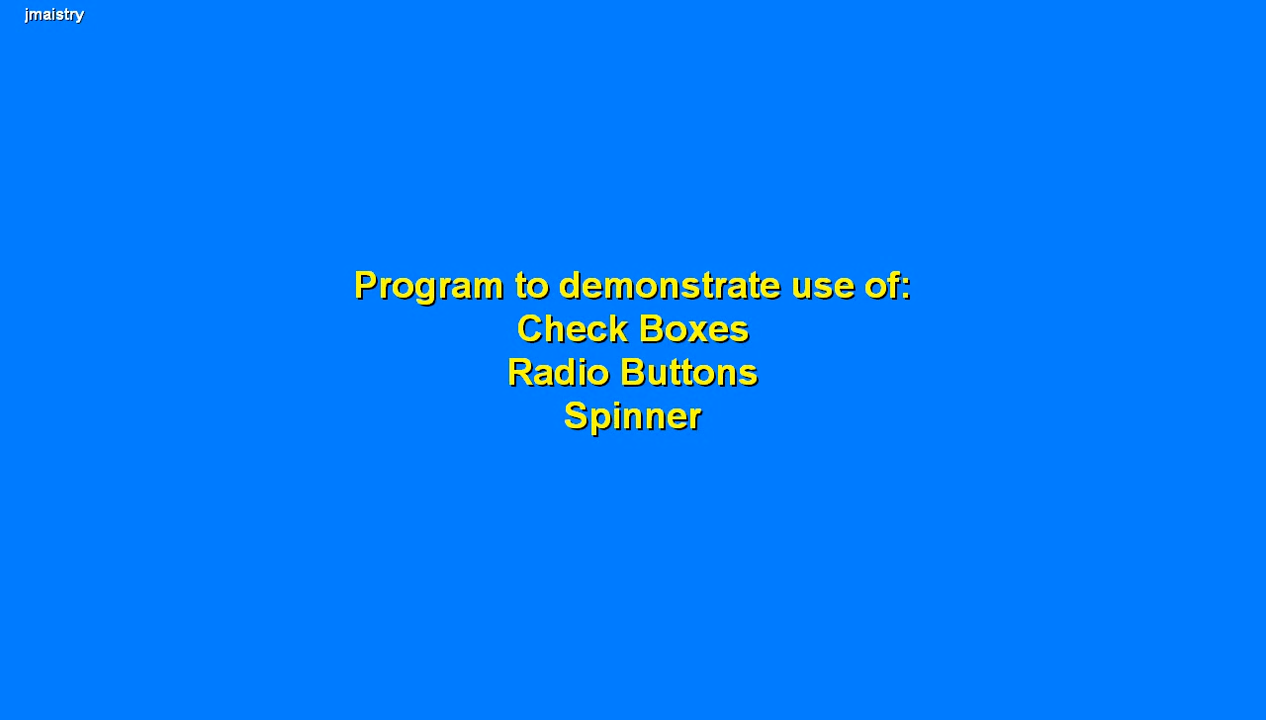 jmaistry
Program to demonstrate use of:
Check Boxes
Radio Buttons
Spinner